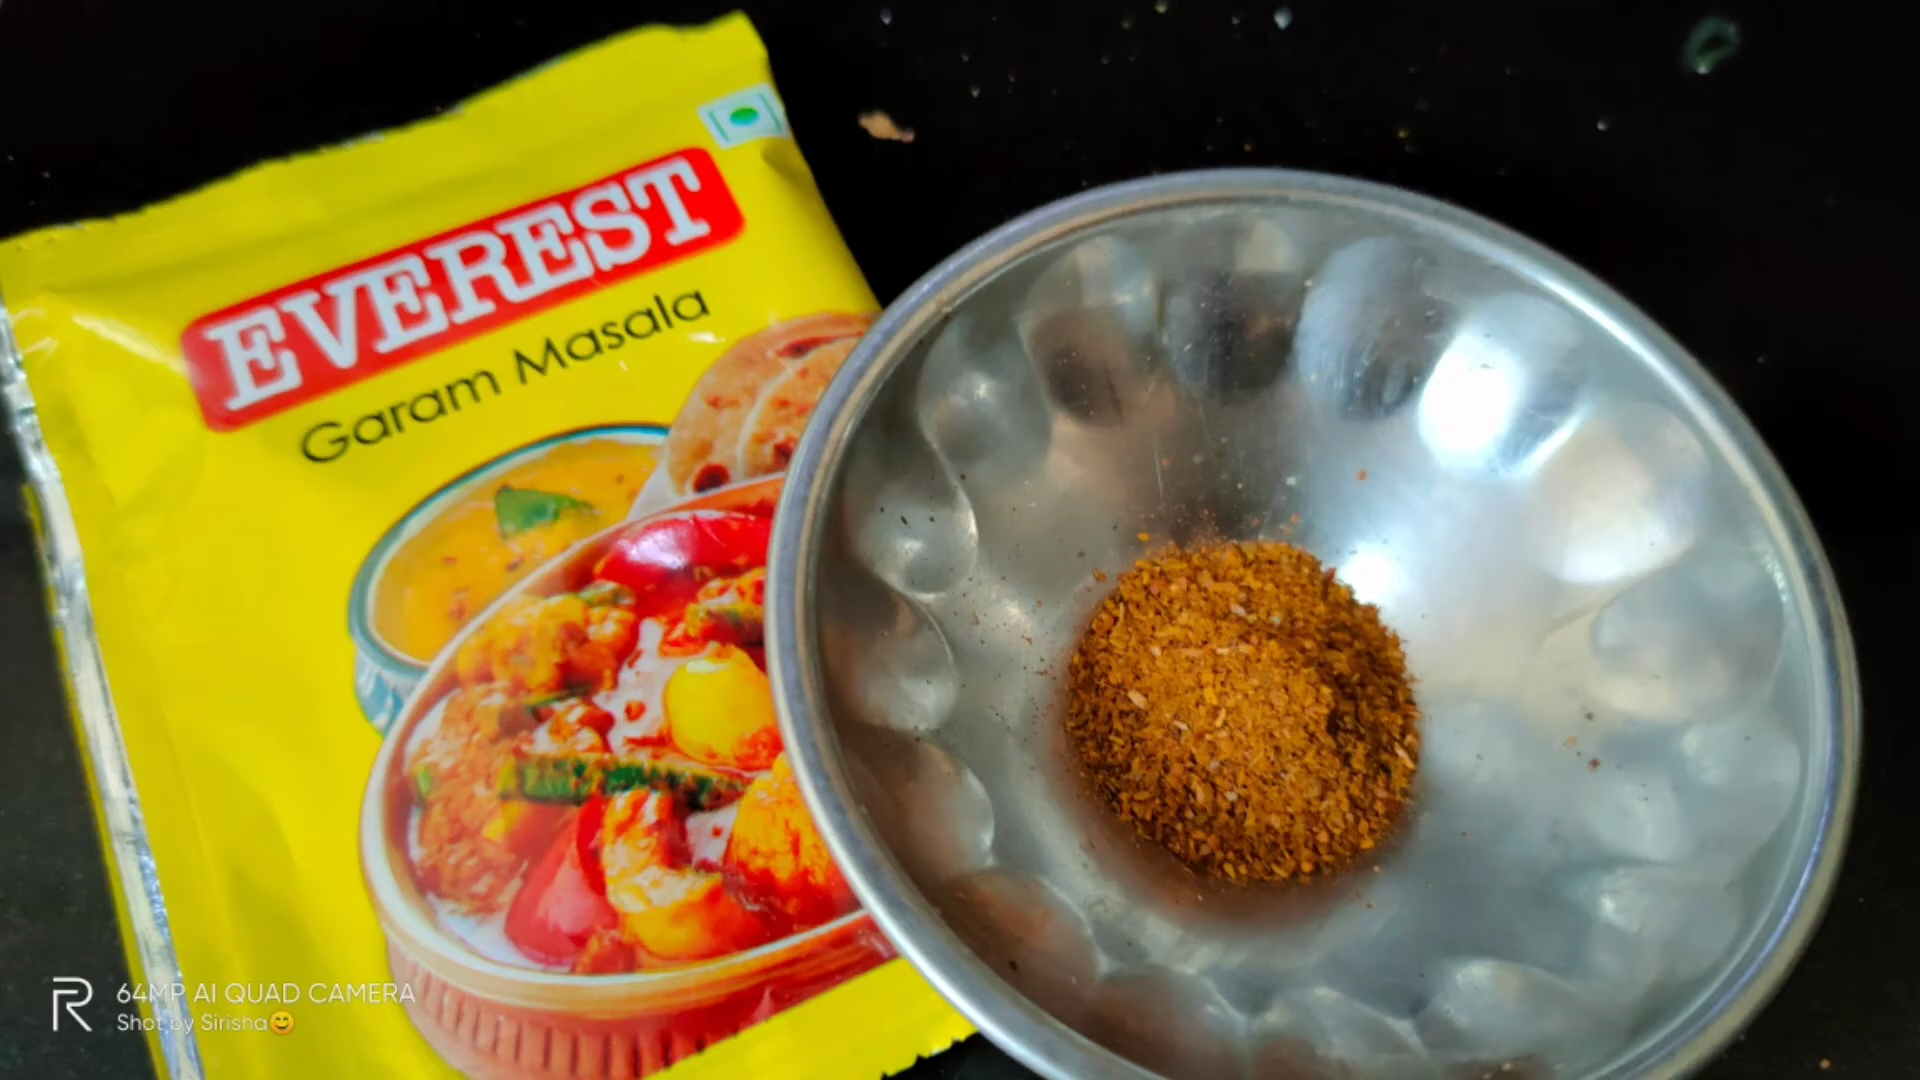 EVEREST
Garam Masala
R
64MP AI QUAD CAMERA
Shot by Sirisha😊